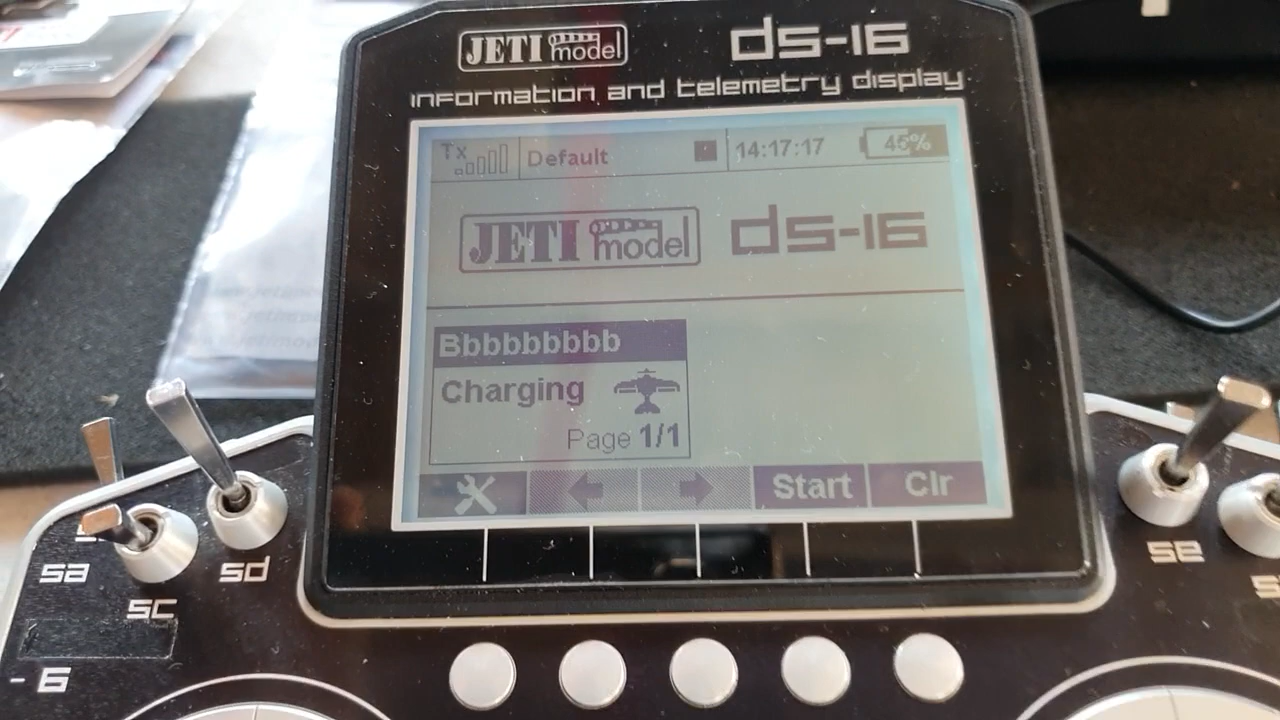 JETI model ds-16
information and telemetry display
Tx Default 14:17:17 45%
JETI model ds-16
Bbbbbbbbb
Charging
Page 1/1
Start Clr
sa
sd
sc
se
- 6